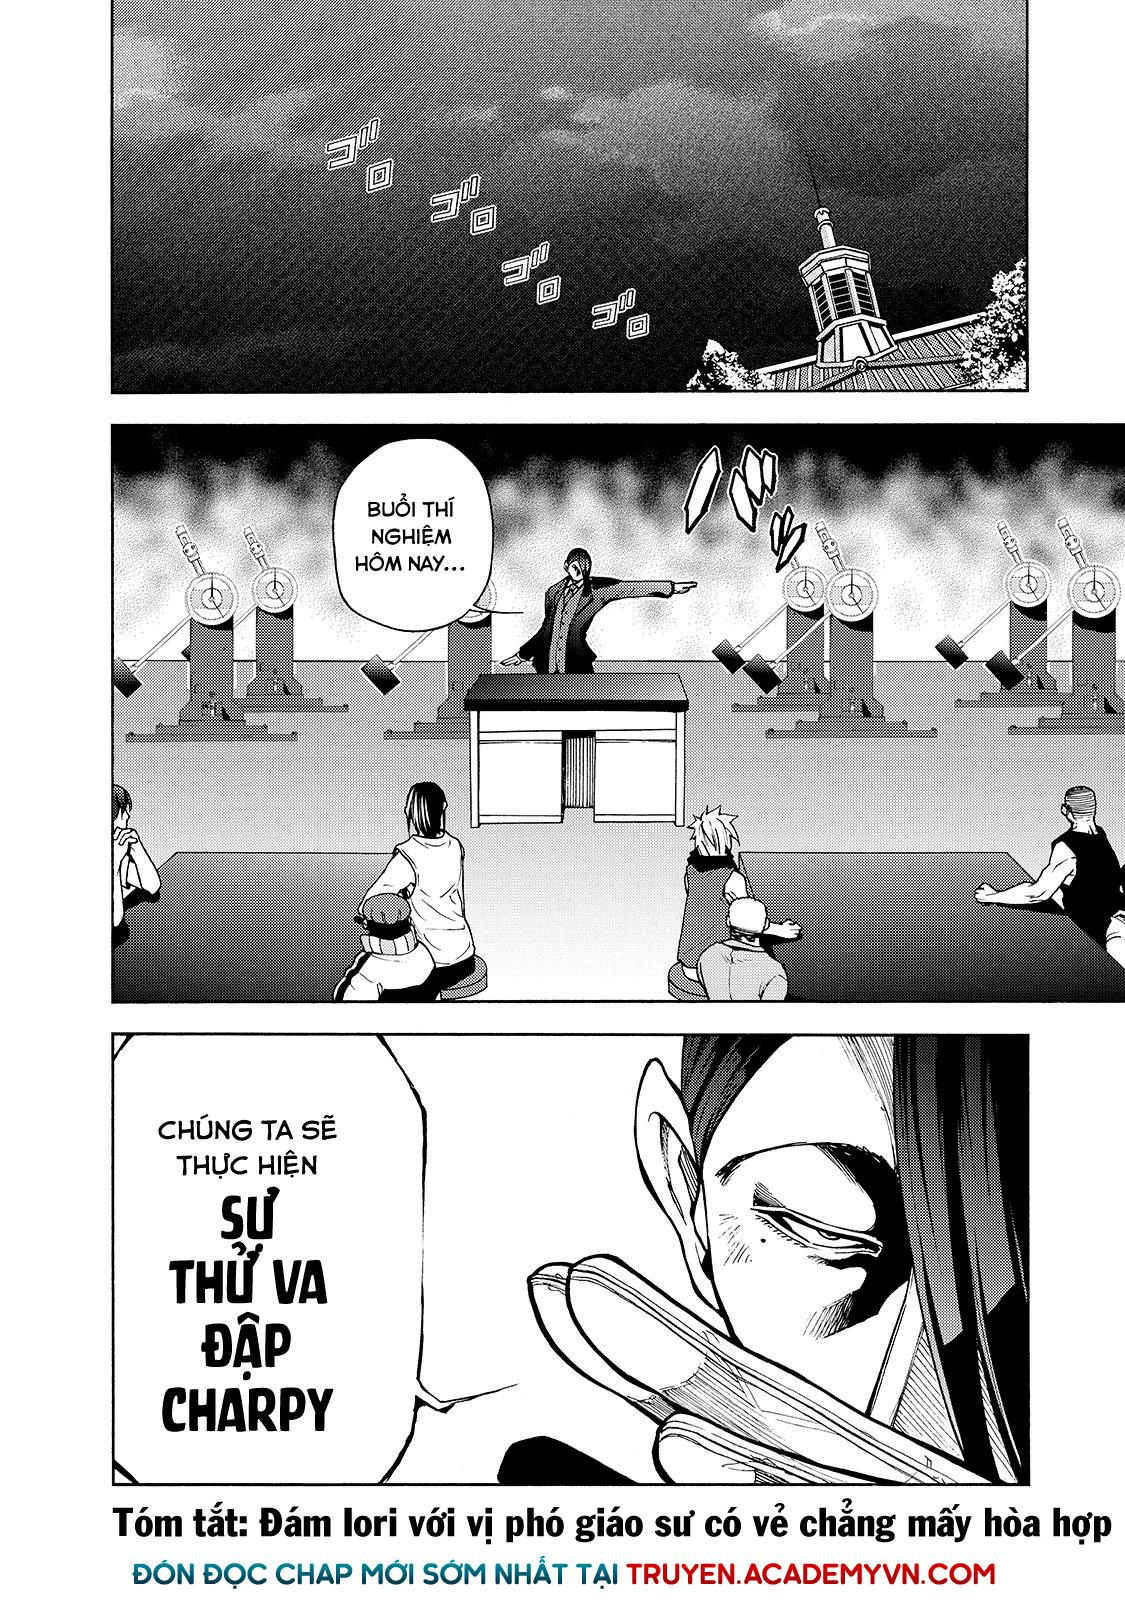 ゴロ
ゴロ
ゴロ
ゴロ
BUỔI THÍ
NGHIỆM
HÔM NAY...
CHÚNG TA SẼ
THỰC HIỆN
SỰ
THỬ VA
ĐẬP
CHARPY
Tóm tắt: Đám Iori với vị phó giáo sư có vẻ chẳng mấy hòa hợp
ĐÓN ĐỌC CHAP MỚI SỚM NHẤT TẠI TRUYEN.ACADEMYVN.COM